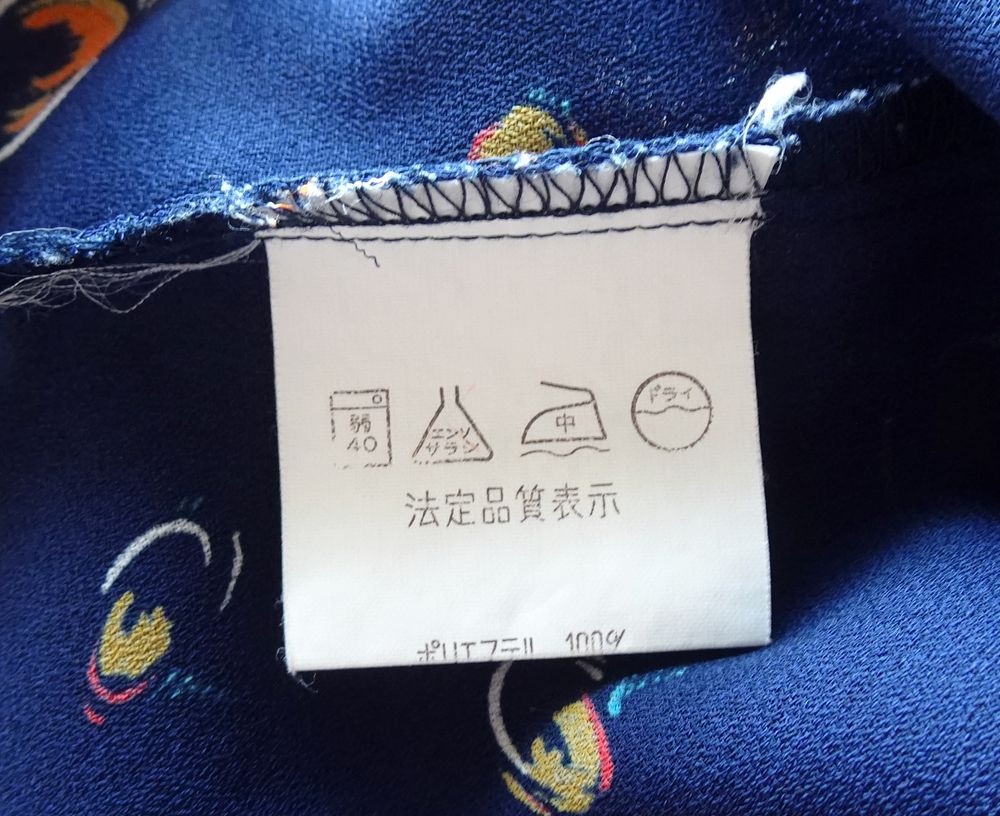 弱 40 エンソサラシ 中 ドライ
法定品質表示
ポリエステル 100%